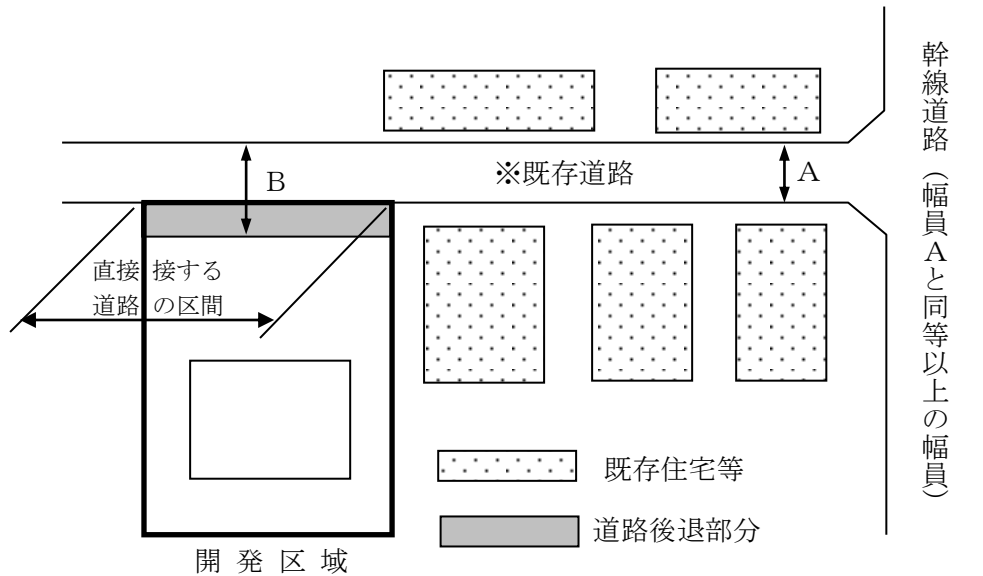 ※既存道路
A
B
直接接する
道路の区間
幹線道路（幅員Aと同等以上の幅員）
既存住宅等
道路後退部分
開発区域